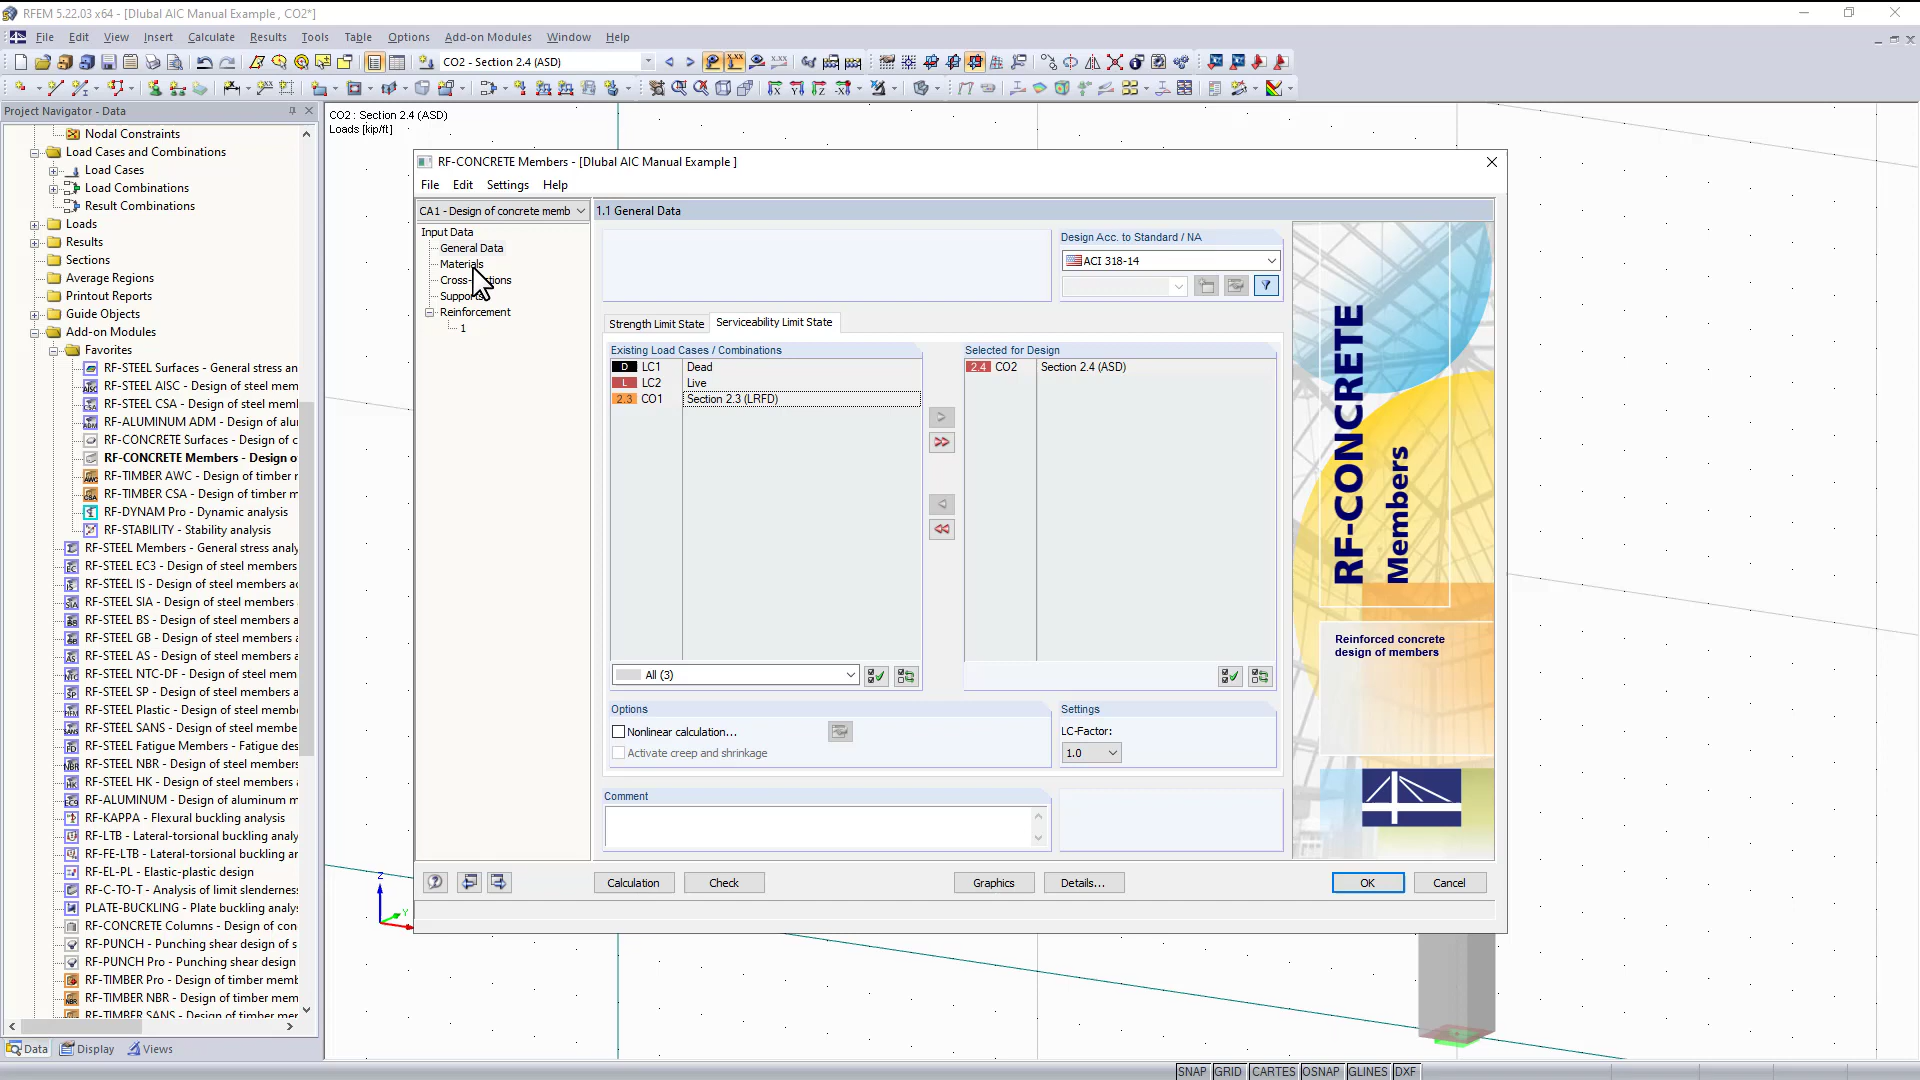 RFEM 5.22.03 x64 - [Dlubal AIC Manual Example , CO2*]
File Edit View Insert Calculate Results Tools Table Options Add-on Modules Window Help
CO2 - Section 2.4 (ASD)
Project Navigator - Data
Nodal Constraints
Load Cases and Combinations
Load Cases
Load Combinations
Result Combinations
Loads
Results
Sections
Average Regions
Printout Reports
Guide Objects
Add-on Modules
Favorites
RF-STEEL Surfaces - General stress an
RF-STEEL AISC - Design of steel mem
RF-STEEL CSA - Design of steel meml
RF-ALUMINUM ADM - Design of alu
RF-CONCRETE Surfaces - Design of c
RF-CONCRETE Members - Design o
RF-TIMBER AWC - Design of timber r
RF-TIMBER CSA - Design of timber m
RF-DYNAM Pro - Dynamic analysis
RF-STABILITY - Stability analysis
RF-STEEL Members - General stress analy
RF-STEEL EC3 - Design of steel members
RF-STEEL IS - Design of steel members ac
RF-STEEL SIA - Design of steel members
RF-STEEL BS - Design of steel members a
RF-STEEL GB - Design of steel members a
RF-STEEL AS - Design of steel members a
RF-STEEL NTC-DF - Design of steel memb
RF-STEEL SP - Design of steel members a
RF-STEEL Plastic - Design of steel membe
RF-STEEL SANS - Design of steel membe
RF-STEEL Fatigue Members - Fatigue des
RF-STEEL NBR - Design of steel members
RF-STEEL HK - Design of steel members a
RF-ALUMINUM - Design of aluminum m
RF-KAPPA - Flexural buckling analysis
RF-LTB - Lateral-torsional buckling analy
RF-FE-LTB - Lateral-torsional buckling ar
RF-EL-PL - Elastic-plastic design
RF-C-TO-T - Analysis of limit slenderness
PLATE-BUCKLING - Plate buckling analys
RF-CONCRETE Columns - Design of con
RF-PUNCH - Punching shear design of s
RF-PUNCH Pro - Punching shear design
RF-TIMBER Pro - Design of timber memb
RF-TIMBER NBR - Design of timber mem
RF-TIMBER SANS - Design of timber mer
Data Display Views
CO2 : Section 2.4 (ASD)
Loads [kip/ft]
Z
Y
RF-CONCRETE Members - [Dlubal AIC Manual Example ]
File Edit Settings Help
CA1 - Design of concrete memb
Input Data
General Data
Materials
Supports
Reinforcement
1
1.1 General Data
Design Acc. to Standard / NA
ACI 318-14
Strength Limit State Serviceability Limit State
Existing Load Cases / Combinations
D LC1 Dead
L LC2 Live
2.3 CO1 Section 2.3 (LRFD)
All (3)
Selected for Design
2.4 CO2 Section 2.4 (ASD)
Options
Nonlinear calculation...
Activate creep and shrinkage
Settings
LC-Factor:
1.0
Comment
RF-CONCRETE
Members
Reinforced concrete
design of members
Calculation Check Graphics Details... OK Cancel
SNAP GRID CARTES OSNAP GLINES DXF